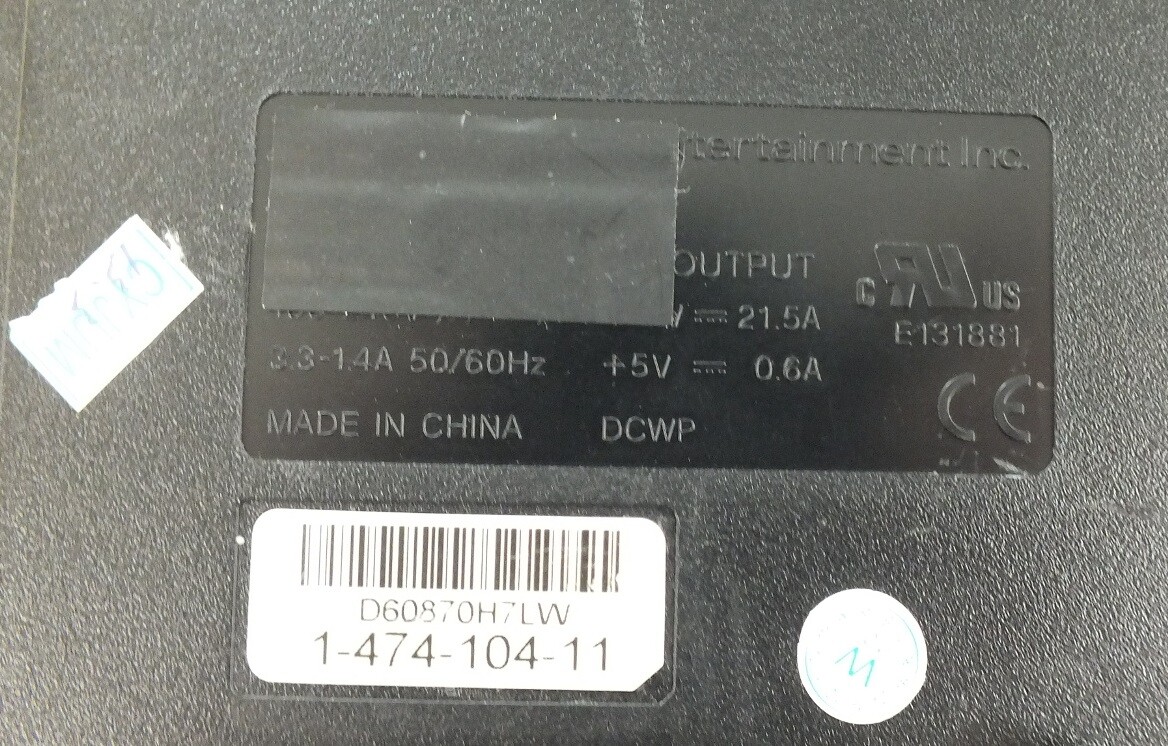 tertainment Inc.
OUTPUT
V ⎓ 21.5A
3.3-1.4A 50/60Hz +5V ⎓ 0.6A
MADE IN CHINA DCWP
C RU US
E131881
CE
D60870H7LW
1-474-104-11